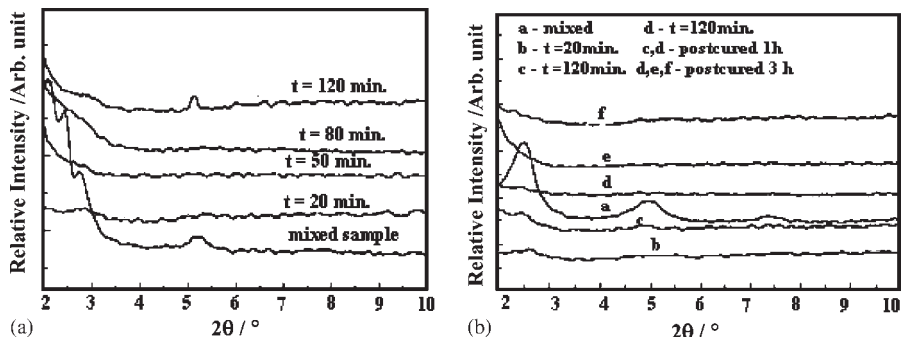 Relative Intensity /Arb. unit
t = 120 min.
t = 80 min.
t = 50 min.
t = 20 min.
mixed sample
2 3 4 5 6 7 8 9 10
(a)
2θ / °
Relative Intensity /Arb. unit
a - mixed d - t =120min.
b - t =20min. c,d - postcured 1h
c - t =120min. d,e,f - postcured 3 h
f
e
d
a
c
b
2 3 4 5 6 7 8 9 10
(b)
2θ / °